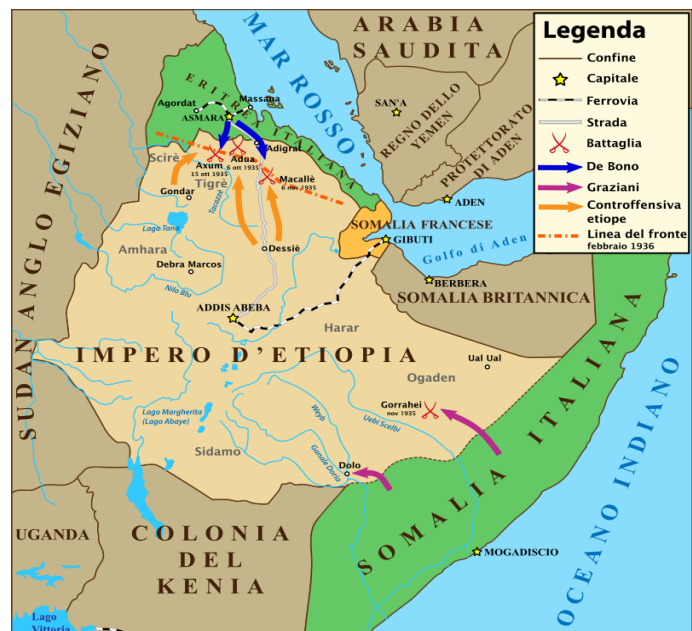 Legenda
Confine
Capitale
Ferrovia
Strada
Battaglia
De Bono
Graziani
Controffensiva
etiope
Linea del fronte
febbraio 1936
ARABIA
SAUDITA
MAR ROSSO
SAN'A
REGNO DELLO
YEMEN
PROTETTORATO
DI ADEN
ADEN
SUDAN ANGLO EGIZIANO
ERITREA ITALIANA
Agordat
Massaua
ASMARA
Adigrat
Scirè
Axum
15 ott 1935
Adua
6 ott 1935
Macallè
6 nov 1935
Tigrè
Tacazzè
Gondar
Lago Tana
Amhara
Dessiè
Debra Marcos
Nilo Blu
ADDIS ABEBA
SOMALIA FRANCESE
GIBUTI
Golfo di Aden
BERBERA
SOMALIA BRITANNICA
Harar
IMPERO D'ETIOPIA
Ual Ual
Ogaden
Gorrahei
nov 1935
Lago Margherita
(Lago Abaye)
Weyb
Uebi Scelbi
Ganale Doria
Sidamo
Dolo
SOMALIA ITALIANA
OCEANO INDIANO
MOGADISCIO
UGANDA
COLONIA
DEL
KENIA
Lago
Vittoria